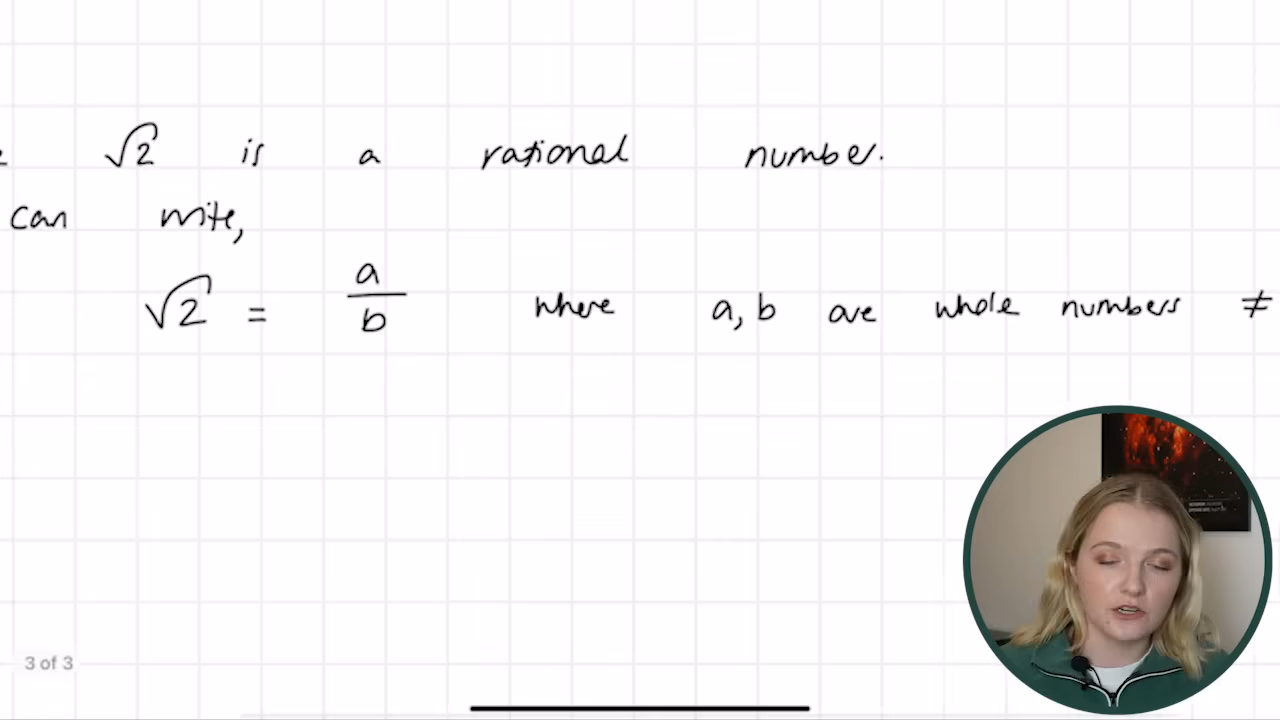 √2 is a rational number.
can write,
√2 = a/b where a, b are whole numbers ≠
3 of 3